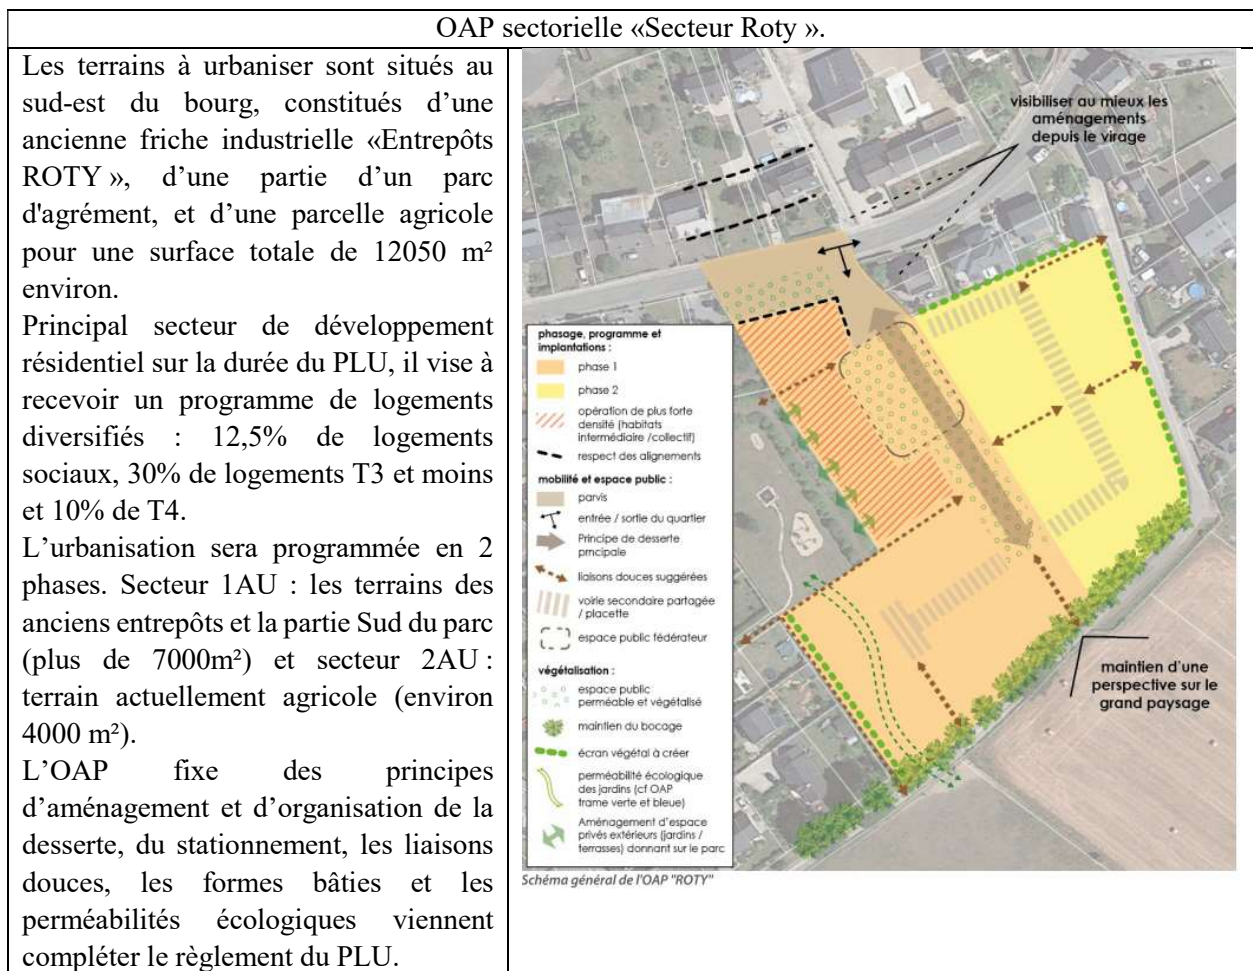 OAP sectorielle «Secteur Roty ».
Les terrains à urbaniser sont situés au
sud-est du bourg, constitués d’une
ancienne friche industrielle «Entrepôts
ROTY », d’une partie d’un parc
d'agrément, et d’une parcelle agricole
pour une surface totale de 12050 m²
environ.
Principal secteur de développement
résidentiel sur la durée du PLU, il vise à
recevoir un programme de logements
diversifiés : 12,5% de logements
sociaux, 30% de logements T3 et moins
et 10% de T4.
L’urbanisation sera programmée en 2
phases. Secteur 1AU : les terrains des
anciens entrepôts et la partie Sud du parc
(plus de 7000m²) et secteur 2AU :
terrain actuellement agricole (environ
4000 m²).
L’OAP fixe des principes
d’aménagement et d’organisation de la
desserte, du stationnement, les liaisons
douces, les formes bâties et les
perméabilités écologiques viennent
compléter le règlement du PLU.
visibiliser au mieux les
aménagements
depuis le virage
phasage, programme et
implantations :
phase 1
phase 2
opération de plus forte
densité (habitats
intermédiaire /collectif)
respect des alignements
mobilité et espace public :
parvis
entrée / sortie du quartier
Principe de desserte
prncipale
liaisons douces suggérées
voirie secondaire partagée
/ placette
espace public fédérateur
végétalisation :
espace public
perméable et végétalisé
maintien du bocage
écran végétal à créer
perméabilité écologique
des jardins (cf OAP
trame verte et bleue)
Aménagement d’espace
privés extérieurs (jardins /
terrasses) donnant sur le parc
maintien d’une
perspective sur le
grand paysage
Schéma général de l'OAP "ROTY"